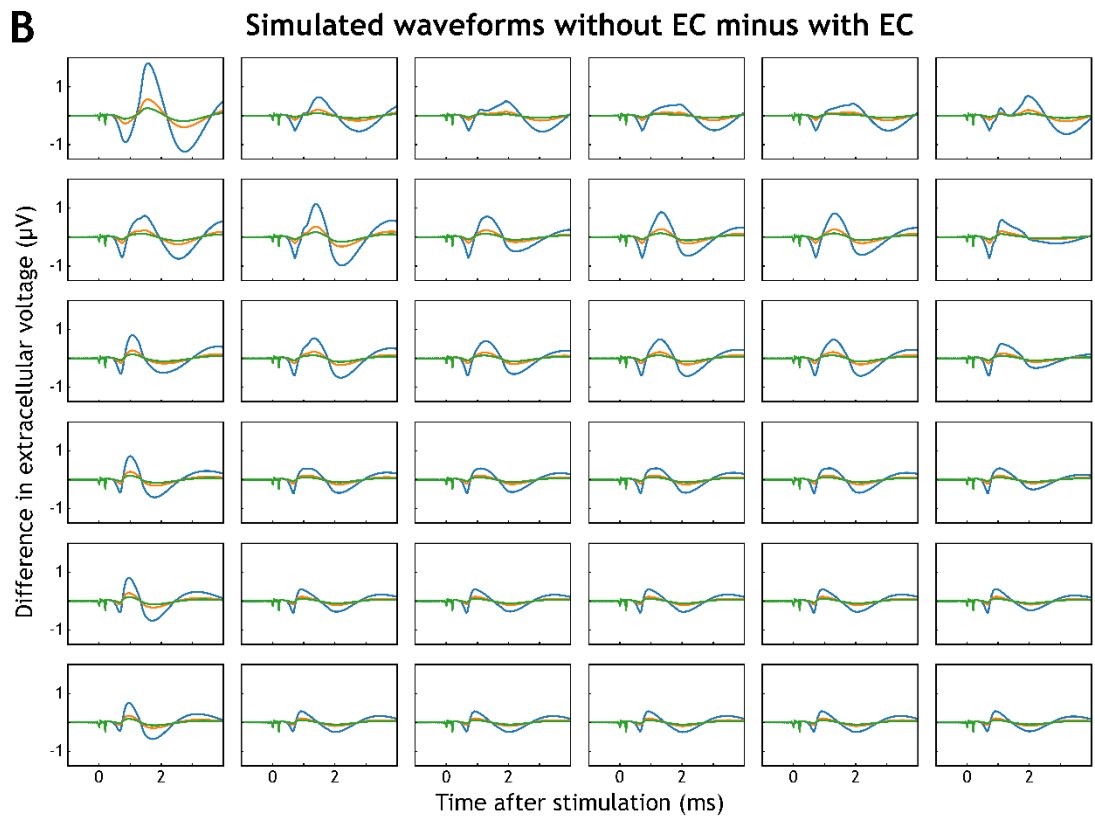 B
Simulated waveforms without EC minus with EC
Difference in extracellular voltage (μV)
1
-1
1
-1
1
-1
1
-1
1
-1
1
-1
0 2 0 2 0 2 0 2 0 2 0 2
Time after stimulation (ms)